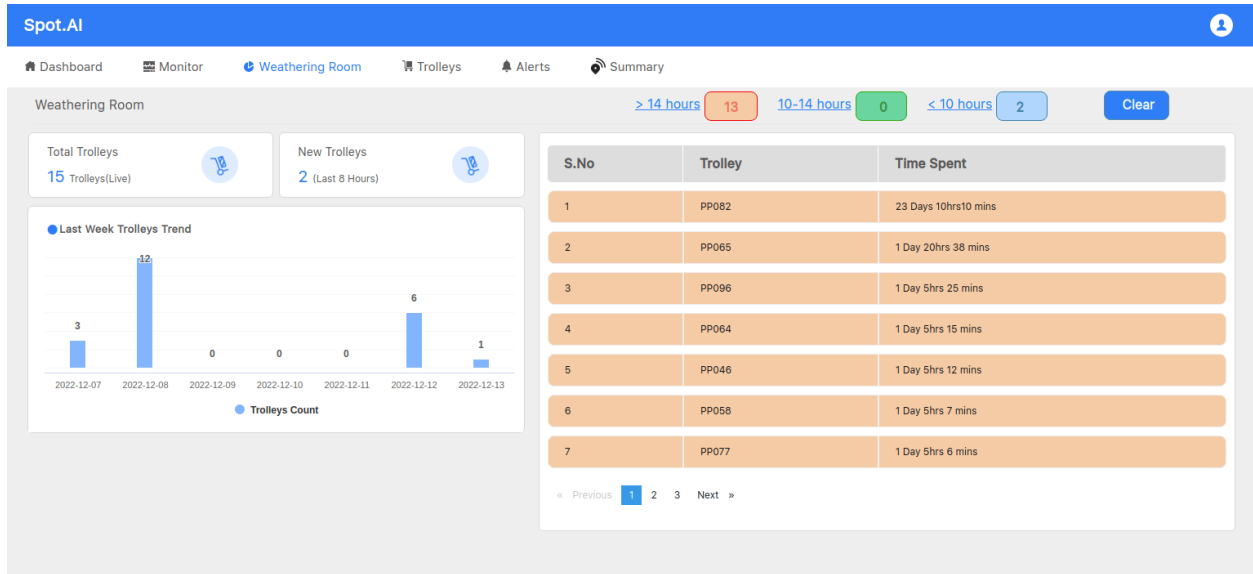 Spot.AI
Dashboard Monitor Weathering Room Trolleys Alerts Summary
Weathering Room > 14 hours 13 10-14 hours 0 < 10 hours 2 Clear
Total Trolleys
15 Trolleys(Live)
New Trolleys
2 (Last 8 Hours)
Last Week Trolleys Trend
3
12
0
0
0
6
1
2022-12-07 2022-12-08 2022-12-09 2022-12-10 2022-12-11 2022-12-12 2022-12-13
Trolleys Count
S.No Trolley Time Spent
1 PP082 23 Days 10hrs10 mins
2 PP065 1 Day 20hrs 38 mins
3 PP096 1 Day 5hrs 25 mins
4 PP064 1 Day 5hrs 15 mins
5 PP046 1 Day 5hrs 12 mins
6 PP058 1 Day 5hrs 7 mins
7 PP077 1 Day 5hrs 6 mins
« Previous 1 2 3 Next »